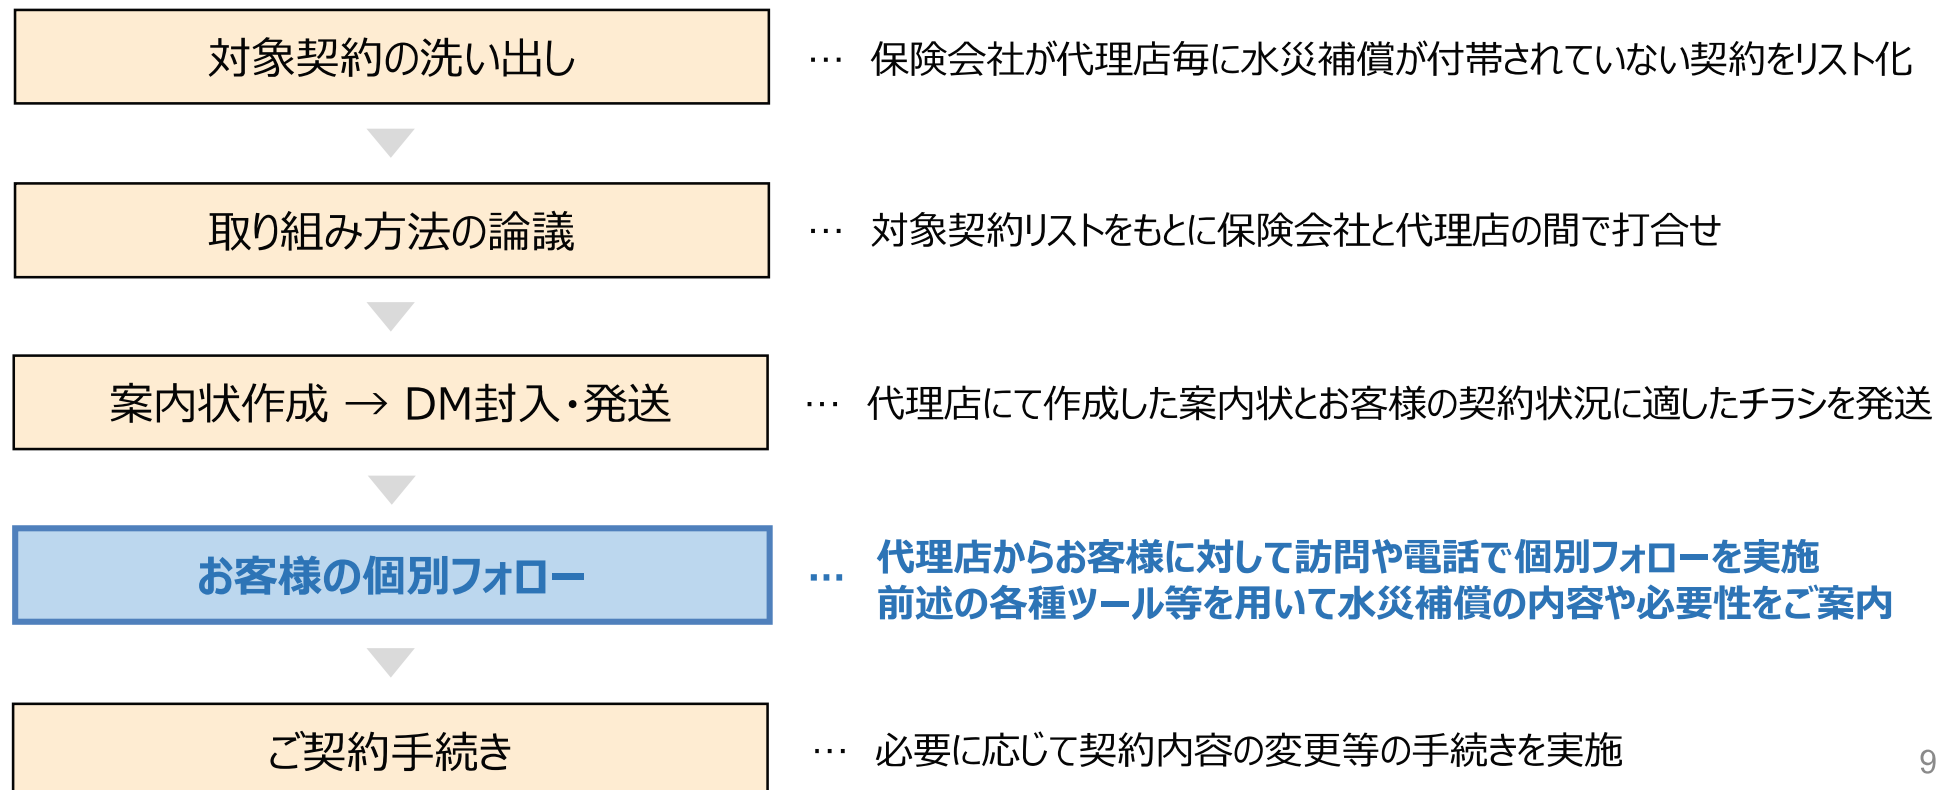 対象契約の洗い出し … 保険会社が代理店毎に水災補償が付帯されていない契約をリスト化
取り組み方法の論議 … 対象契約リストをもとに保険会社と代理店の間で打合せ
案内状作成 → DM封入・発送 … 代理店にて作成した案内状とお客様の契約状況に適したチラシを発送
お客様の個別フォロー … 代理店からお客様に対して訪問や電話で個別フォローを実施
前述の各種ツール等を用いて水災補償の内容や必要性をご案内
ご契約手続き … 必要に応じて契約内容の変更等の手続きを実施
9